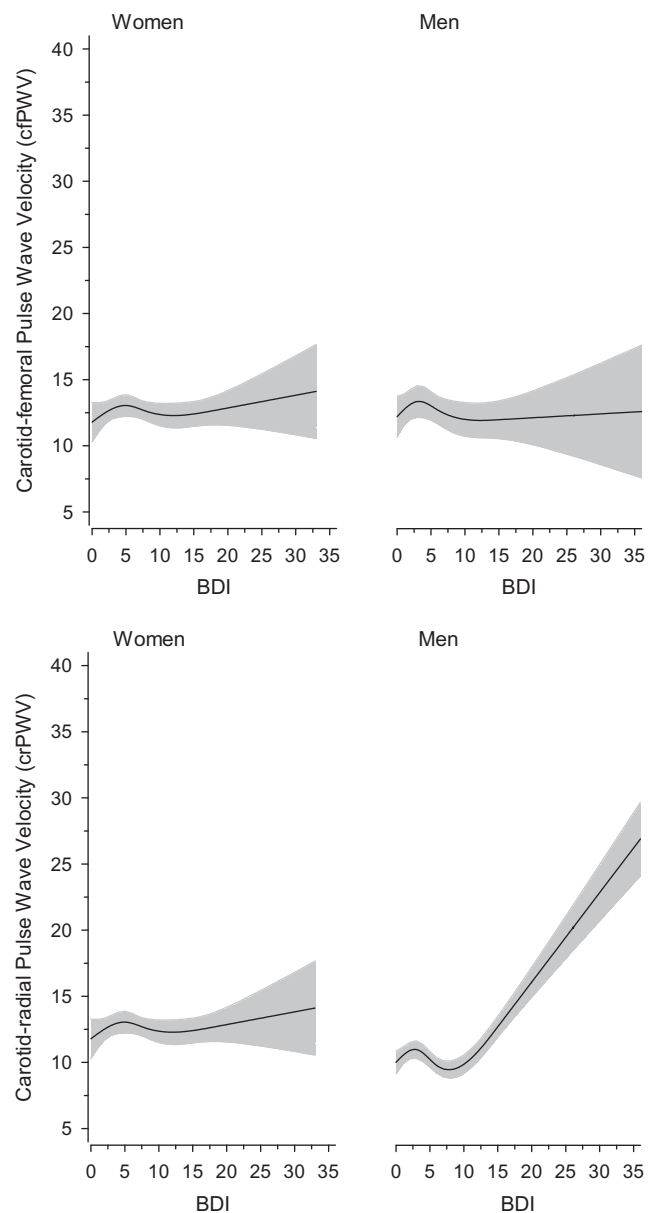 Women Men
Carotid-femoral Pulse Wave Velocity (cfPWV)
40
35
30
25
20
15
10
5
0 5 10 15 20 25 30 35 0 5 10 15 20 25 30 35
BDI BDI
Women Men
Carotid-radial Pulse Wave Velocity (crPWV)
40
35
30
25
20
15
10
5
0 5 10 15 20 25 30 35 0 5 10 15 20 25 30 35
BDI BDI